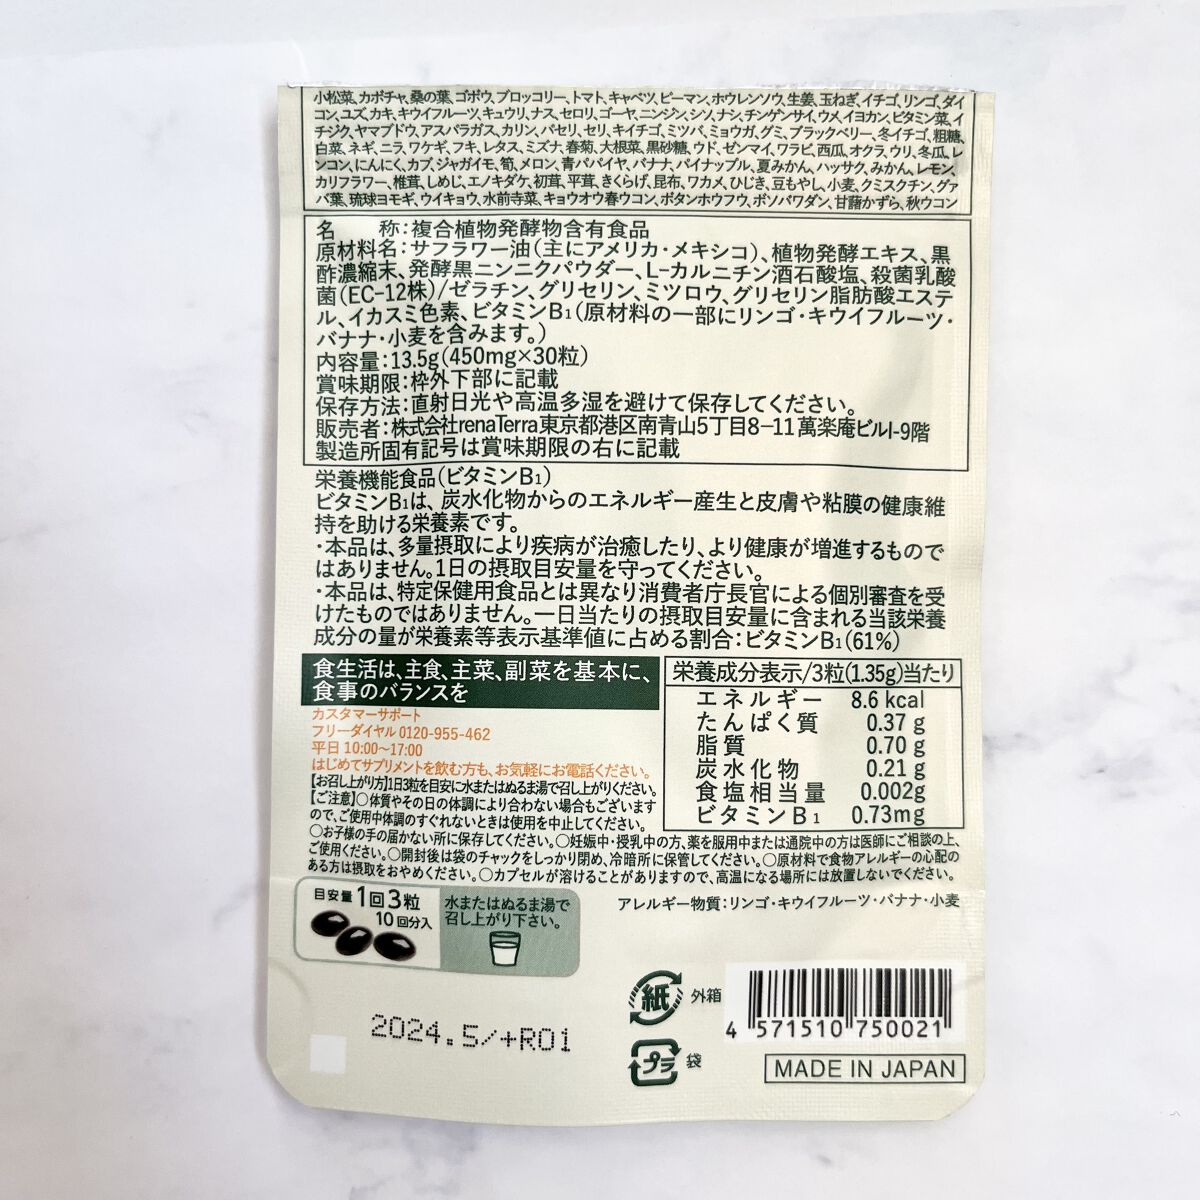 小松菜、カボチャ、桑の葉、ゴボウ、ブロッコリー、トマト、キャベツ、ピーマン、ホウレンソウ、生姜、玉ねぎ、イチゴ、リンゴ、ダイ
コン、ユズ、カキ、キウイフルーツ、キュウリ、ナス、セロリ、ゴーヤ、ニンジン、シソ、ナシ、チンゲンサイ、ウメ、イヨカン、ビタミン菜、イ
チジク、ヤマブドウ、アスパラガス、カリン、パセリ、セリ、キイチゴ、ミツバ、ミョウガ、グミ、ブラックベリー、冬イチゴ、粗糖、
白菜、ネギ、ニラ、ワケギ、フキ、レタス、ミズナ、春菊、大根菜、黒砂糖、ウド、ゼンマイ、ワラビ、西瓜、オクラ、ウリ、冬瓜、レ
ンコン、にんにく、カブ、ジャガイモ、筍、メロン、青パパイヤ、バナナ、パイナップル、夏みかん、ハッサク、みかん、レモン、
カリフラワー、椎茸、しめじ、エノキダケ、初茸、平茸、きくらげ、昆布、ワカメ、ひじき、豆もやし、小麦、クミスクチン、グァ
バ葉、琉球ヨモギ、ウイキョウ、水前寺菜、キョウオウ春ウコン、ボタンホウフウ、ボソバワダン、甘藷かずら、秋ウコン
名　　称：複合植物発酵物含有食品
原材料名：サフラワー油（主にアメリカ・メキシコ）、植物発酵エキス、黒
酢濃縮末、発酵黒ニンニクパウダー、L-カルニチン酒石酸塩、殺菌乳酸
菌（EC-12株）/ゼラチン、グリセリン、ミツロウ、グリセリン脂肪酸エステ
ル、イカスミ色素、ビタミンB1（原材料の一部にリンゴ・キウイフルーツ・
バナナ・小麦を含みます。）
内容量：13.5g（450mg×30粒）
賞味期限：枠外下部に記載
保存方法：直射日光や高温多湿を避けて保存してください。
販売者：株式会社renaTerra東京都港区南青山5丁目8-11萬楽庵ビルI-9階
製造所固有記号は賞味期限の右に記載
栄養機能食品（ビタミンB1）
ビタミンB1は、炭水化物からのエネルギー産生と皮膚や粘膜の健康維
持を助ける栄養素です。
・本品は、多量摂取により疾病が治癒したり、より健康が増進するもので
はありません。1日の摂取目安量を守ってください。
・本品は、特定保健用食品とは異なり消費者庁長官による個別審査を受
けたものではありません。一日当たりの摂取目安量に含まれる当該栄養
成分の量が栄養素等表示基準値に占める割合：ビタミンB1（61%）
食生活は、主食、主菜、副菜を基本に、
食事のバランスを
カスタマーサポート
フリーダイヤル 0120-955-462
平日 10:00～17:00
はじめてサプリメントを飲む方も、お気軽にお電話ください。
栄養成分表示/3粒（1.35g）当たり
エネルギー 8.6 kcal
たんぱく質 0.37 g
脂質 0.70 g
炭水化物 0.21 g
食塩相当量 0.002g
ビタミンB1 0.73mg
【お召し上がり方】1日3粒を目安に水またはぬるま湯で召し上がりください。
【ご注意】○体質やその日の体調により合わない場合もございます
ので、ご使用中体調のすぐれないときは使用を中止してください。
○お子様の手の届かない所に保存してください。○妊娠中・授乳中の方、薬を服用中または通院中の方は医師にご相談の上、
ご使用ください。○開封後は袋のチャックをしっかり閉め、冷暗所に保管してください。○原材料で食物アレルギーの心配の
ある方は摂取をおやめください。○カプセルが溶けることがありますので、高温になる場所には放置しないでください。
目安量 1回3粒
10回分入
水またはぬるま湯で
召し上がり下さい。
アレルギー物質：リンゴ・キウイフルーツ・バナナ・小麦
紙 外箱
4 571510 750021
2024.5/+R01
プラ 袋
MADE IN JAPAN